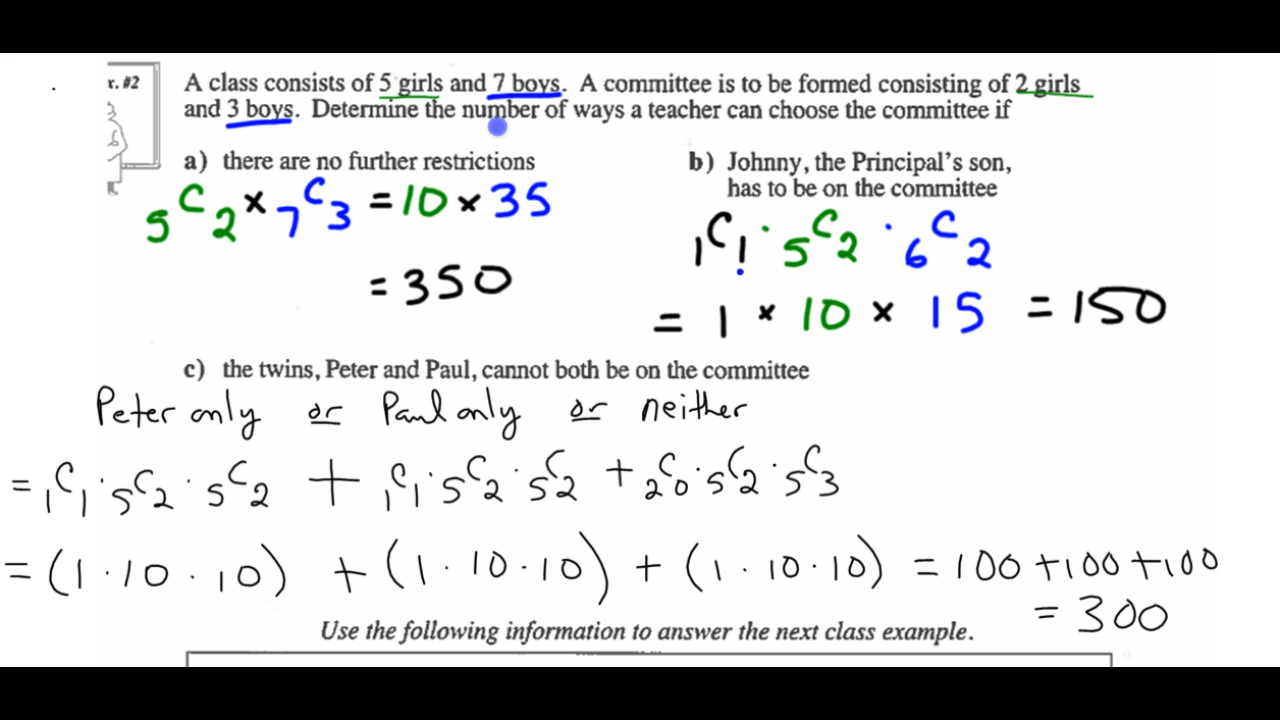 r. #2
A class consists of 5 girls and 7 boys. A committee is to be formed consisting of 2 girls
and 3 boys. Determine the number of ways a teacher can choose the committee if
a) there are no further restrictions
₅C₂ × ₇C₃ = 10 × 35
= 350
b) Johnny, the Principal's son,
has to be on the committee
₁C₁ · ₅C₂ · ₆C₂
= 1 × 10 × 15 = 150
c) the twins, Peter and Paul, cannot both be on the committee
Peter only or Paul only or neither
= ₁C₁ · ₅C₂ · ₅C₂ + ₁C₁ · ₅C₂ · ₅C₂ + ₂C₀ · ₅C₂ · ₅C₃
= (1 · 10 · 10) + (1 · 10 · 10) + (1 · 10 · 10) = 100 + 100 + 100
= 300
Use the following information to answer the next class example.